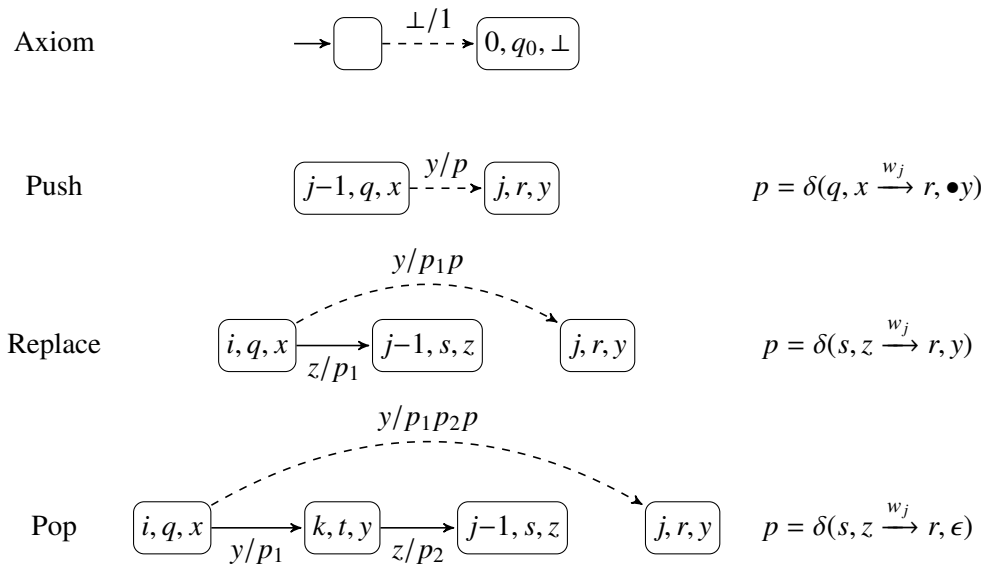 Axiom
⊥/1
0, q₀, ⊥
Push
j−1, q, x
y/p
j, r, y
p = δ(q, x —w_j→ r, •y)
Replace
y/p₁p
i, q, x
z/p₁
j−1, s, z
j, r, y
p = δ(s, z —w_j→ r, y)
Pop
y/p₁p₂p
i, q, x
y/p₁
k, t, y
z/p₂
j−1, s, z
j, r, y
p = δ(s, z —w_j→ r, ϵ)